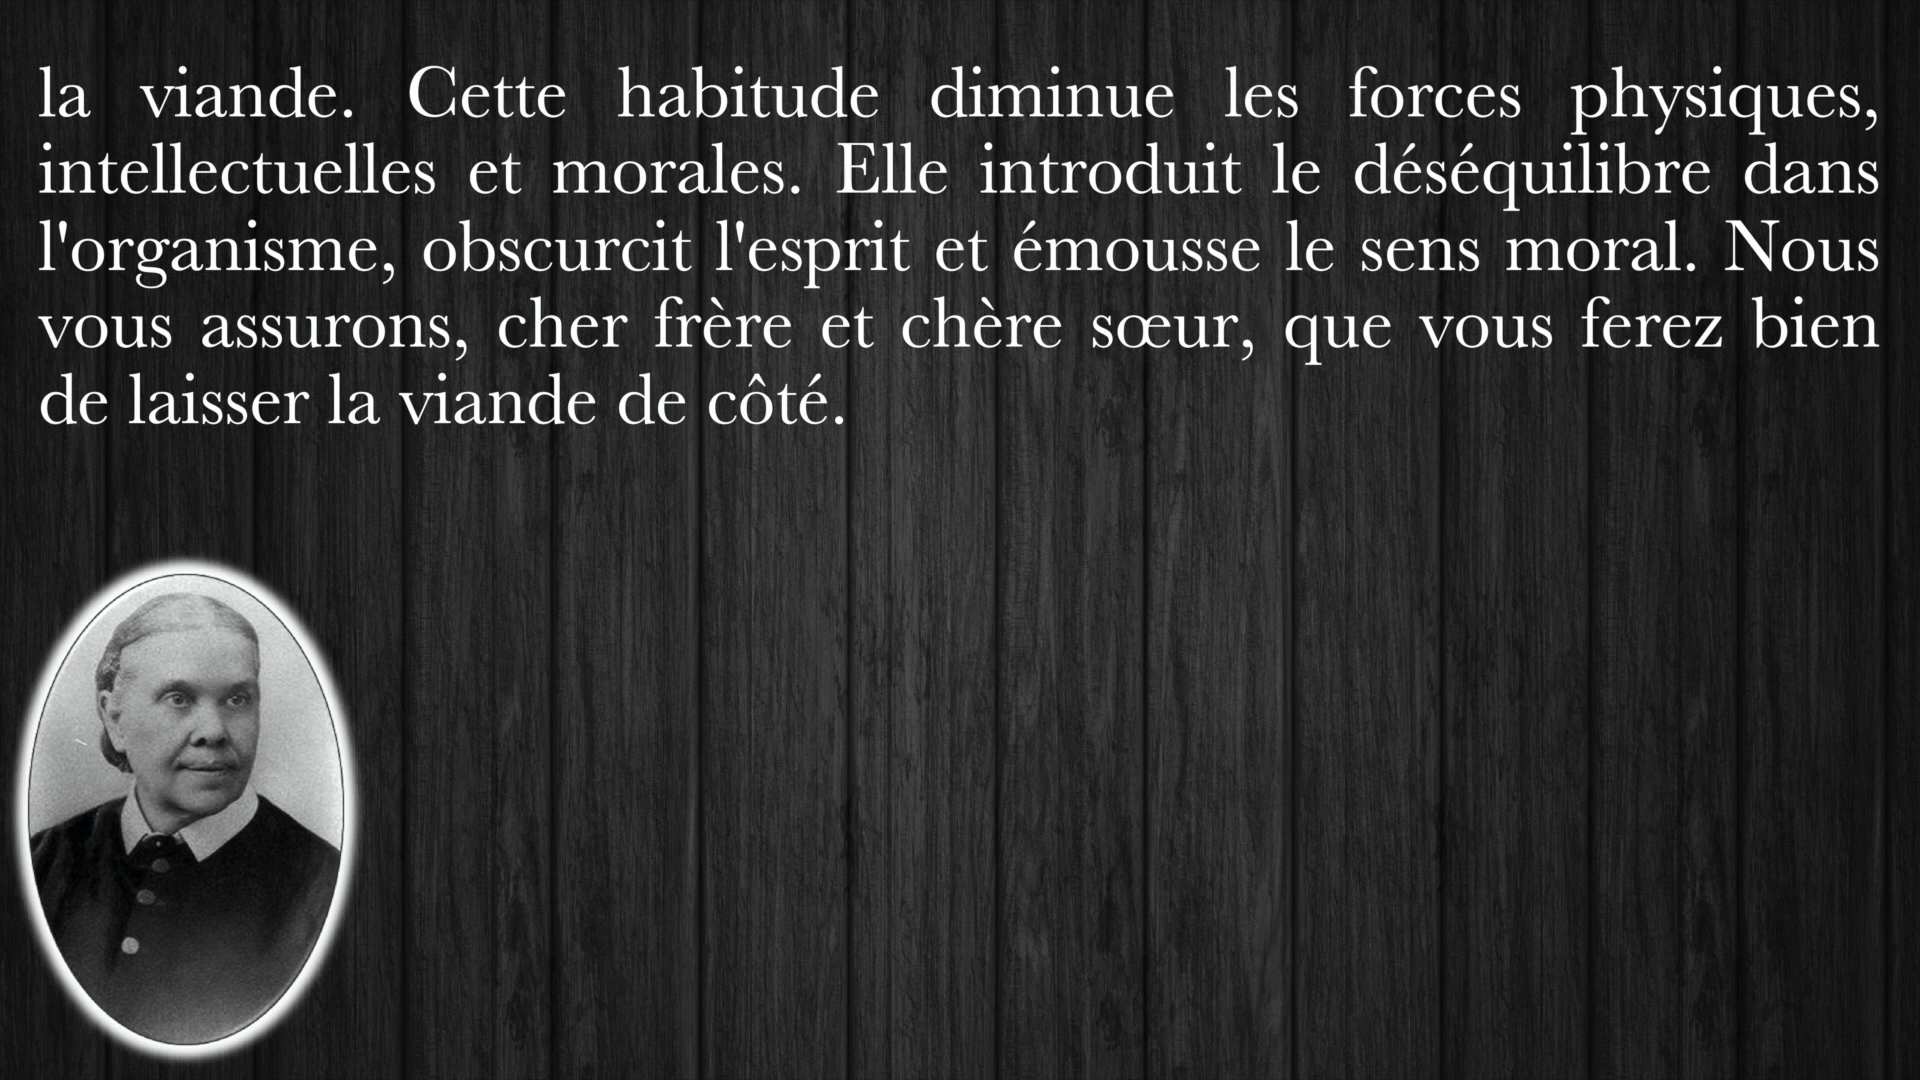 la viande. Cette habitude diminue les forces physiques,
intellectuelles et morales. Elle introduit le déséquilibre dans
l'organisme, obscurcit l'esprit et émousse le sens moral. Nous
vous assurons, cher frère et chère sœur, que vous ferez bien
de laisser la viande de côté.